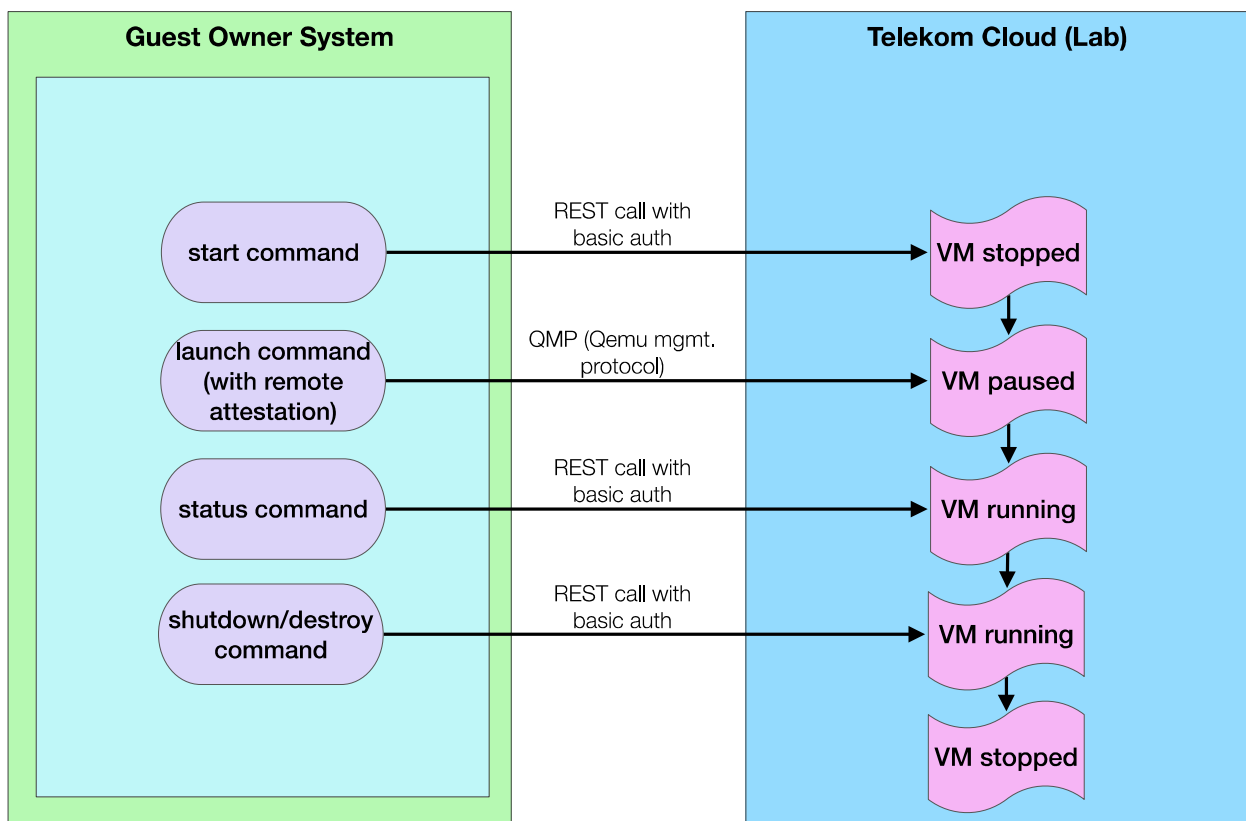 Guest Owner System
Telekom Cloud (Lab)
start command
REST call with
basic auth
VM stopped
launch command
(with remote
attestation)
QMP (Qemu mgmt.
protocol)
VM paused
status command
REST call with
basic auth
VM running
shutdown/destroy
command
REST call with
basic auth
VM running
VM stopped